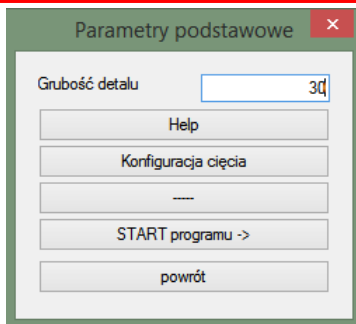 Parametry podstawowe
Grubość detalu 30
Help
Konfiguracja cięcia
-----
START programu ->
powrót